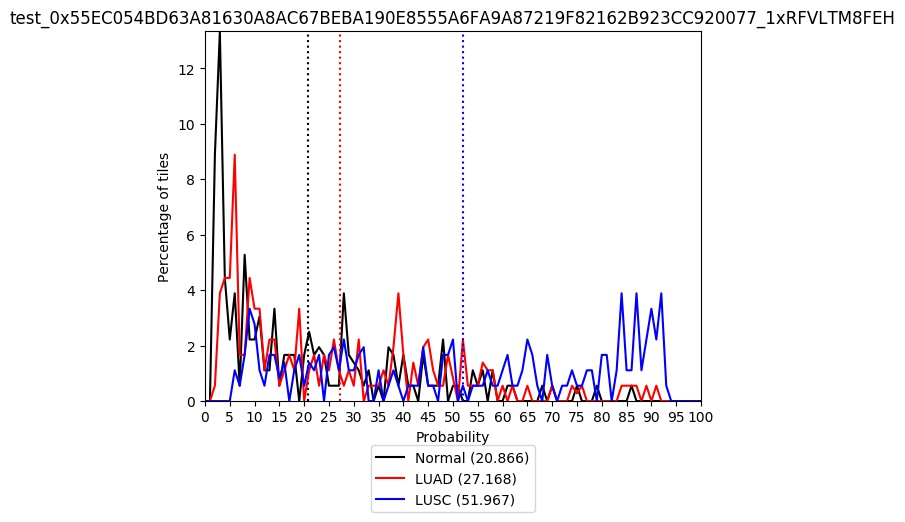 test_0x55EC054BD63A81630A8AC67BEBA190E8555A6FA9A87219F82162B923CC920077_1xRFVLTM8FEH
12
10
8
6
4
2
0
Percentage of tiles
0 5 10 15 20 25 30 35 40 45 50 55 60 65 70 75 80 85 90 95 100
Probability
Normal (20.866)
LUAD (27.168)
LUSC (51.967)